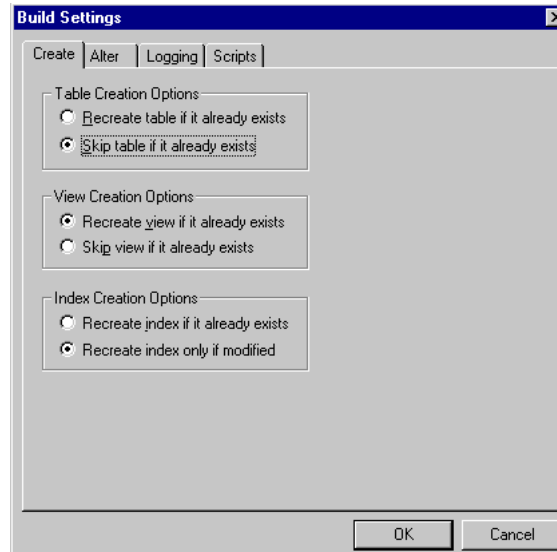 Build Settings
Create Alter Logging Scripts
Table Creation Options
Recreate table if it already exists
Skip table if it already exists
View Creation Options
Recreate view if it already exists
Skip view if it already exists
Index Creation Options
Recreate index if it already exists
Recreate index only if modified
OK Cancel